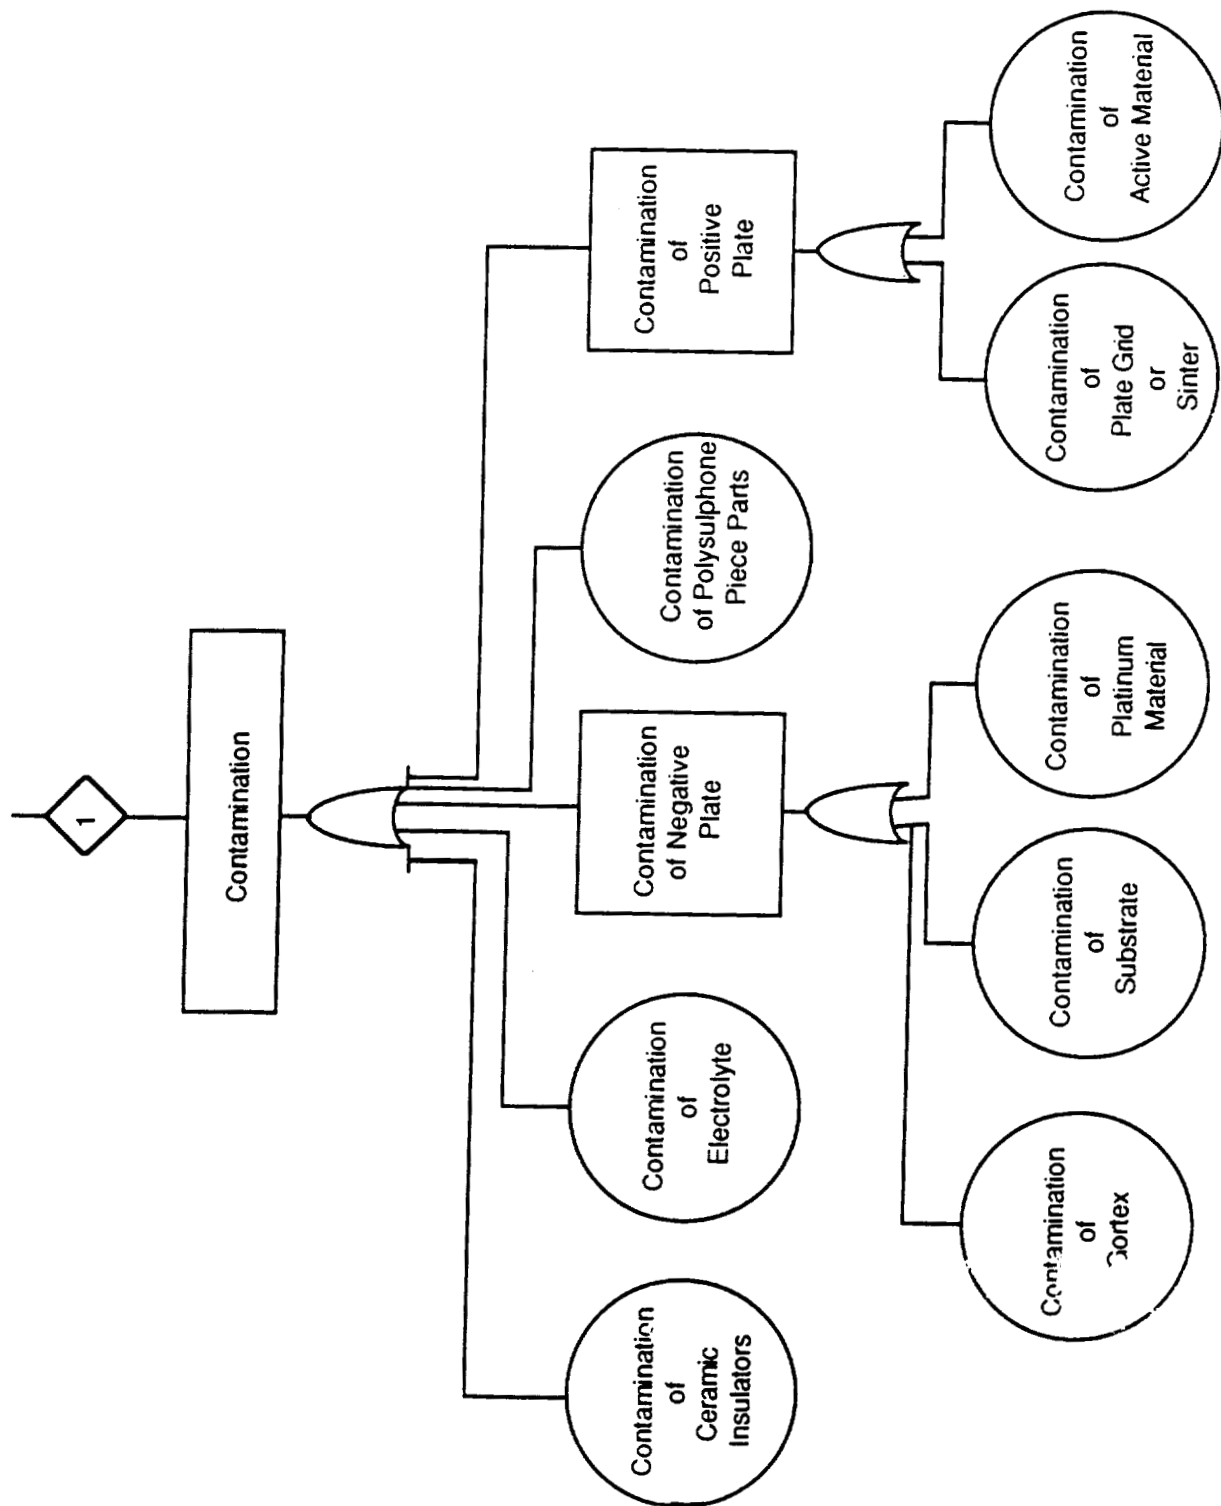 1
Contamination
Contamination
of
Ceramic
Insulators
Contamination
of
Electrolyte
Contamination
of Negative
Plate
Contamination
of Polysulphone
Piece Parts
Contamination
of
Positive
Plate
Contamination
of
Contamination
of
Substrate
Contamination
of
Platinum
Material
Contamination
of
Plate Grid
or
Sinter
Contamination
of
Active Material